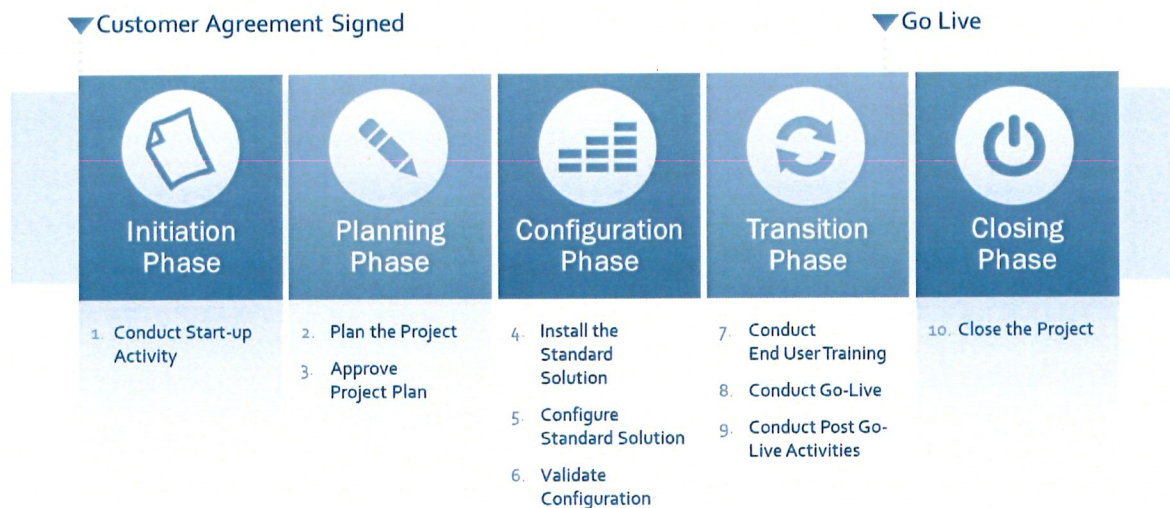 Customer Agreement Signed
Go Live
Initiation
Phase
Planning
Phase
Configuration
Phase
Transition
Phase
Closing
Phase
1. Conduct Start-up
Activity
2. Plan the Project
3. Approve
Project Plan
4. Install the
Standard
Solution
5. Configure
Standard Solution
6. Validate
Configuration
7. Conduct
End User Training
8. Conduct Go-Live
9. Conduct Post Go-
Live Activities
10. Close the Project